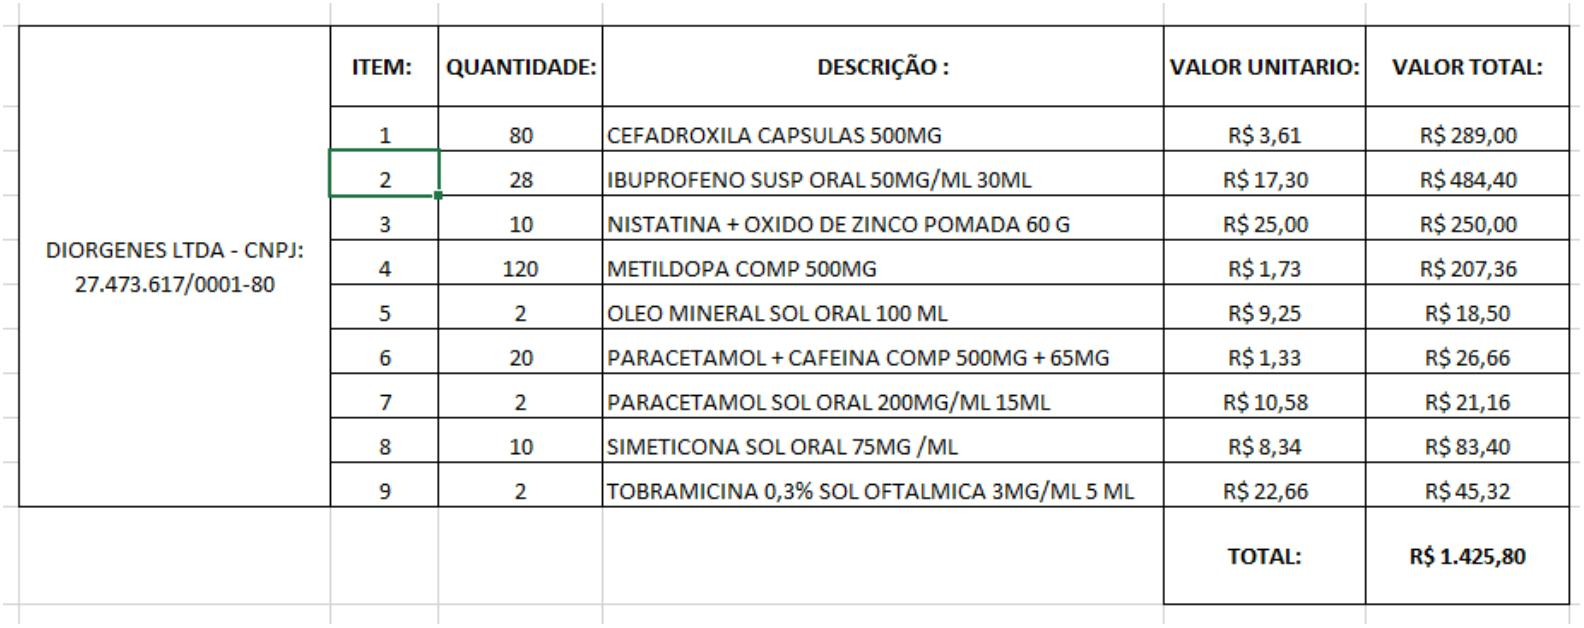 ITEM: QUANTIDADE: DESCRIÇÃO : VALOR UNITARIO: VALOR TOTAL:
DIORGENES LTDA - CNPJ:
27.473.617/0001-80
1 80 CEFADROXILA CAPSULAS 500MG R$ 3,61 R$ 289,00
2 28 IBUPROFENO SUSP ORAL 50MG/ML 30ML R$ 17,30 R$ 484,40
3 10 NISTATINA + OXIDO DE ZINCO POMADA 60 G R$ 25,00 R$ 250,00
4 120 METILDOPA COMP 500MG R$ 1,73 R$ 207,36
5 2 OLEO MINERAL SOL ORAL 100 ML R$ 9,25 R$ 18,50
6 20 PARACETAMOL + CAFEINA COMP 500MG + 65MG R$ 1,33 R$ 26,66
7 2 PARACETAMOL SOL ORAL 200MG/ML 15ML R$ 10,58 R$ 21,16
8 10 SIMETICONA SOL ORAL 75MG /ML R$ 8,34 R$ 83,40
9 2 TOBRAMICINA 0,3% SOL OFTALMICA 3MG/ML 5 ML R$ 22,66 R$ 45,32
TOTAL: R$ 1.425,80